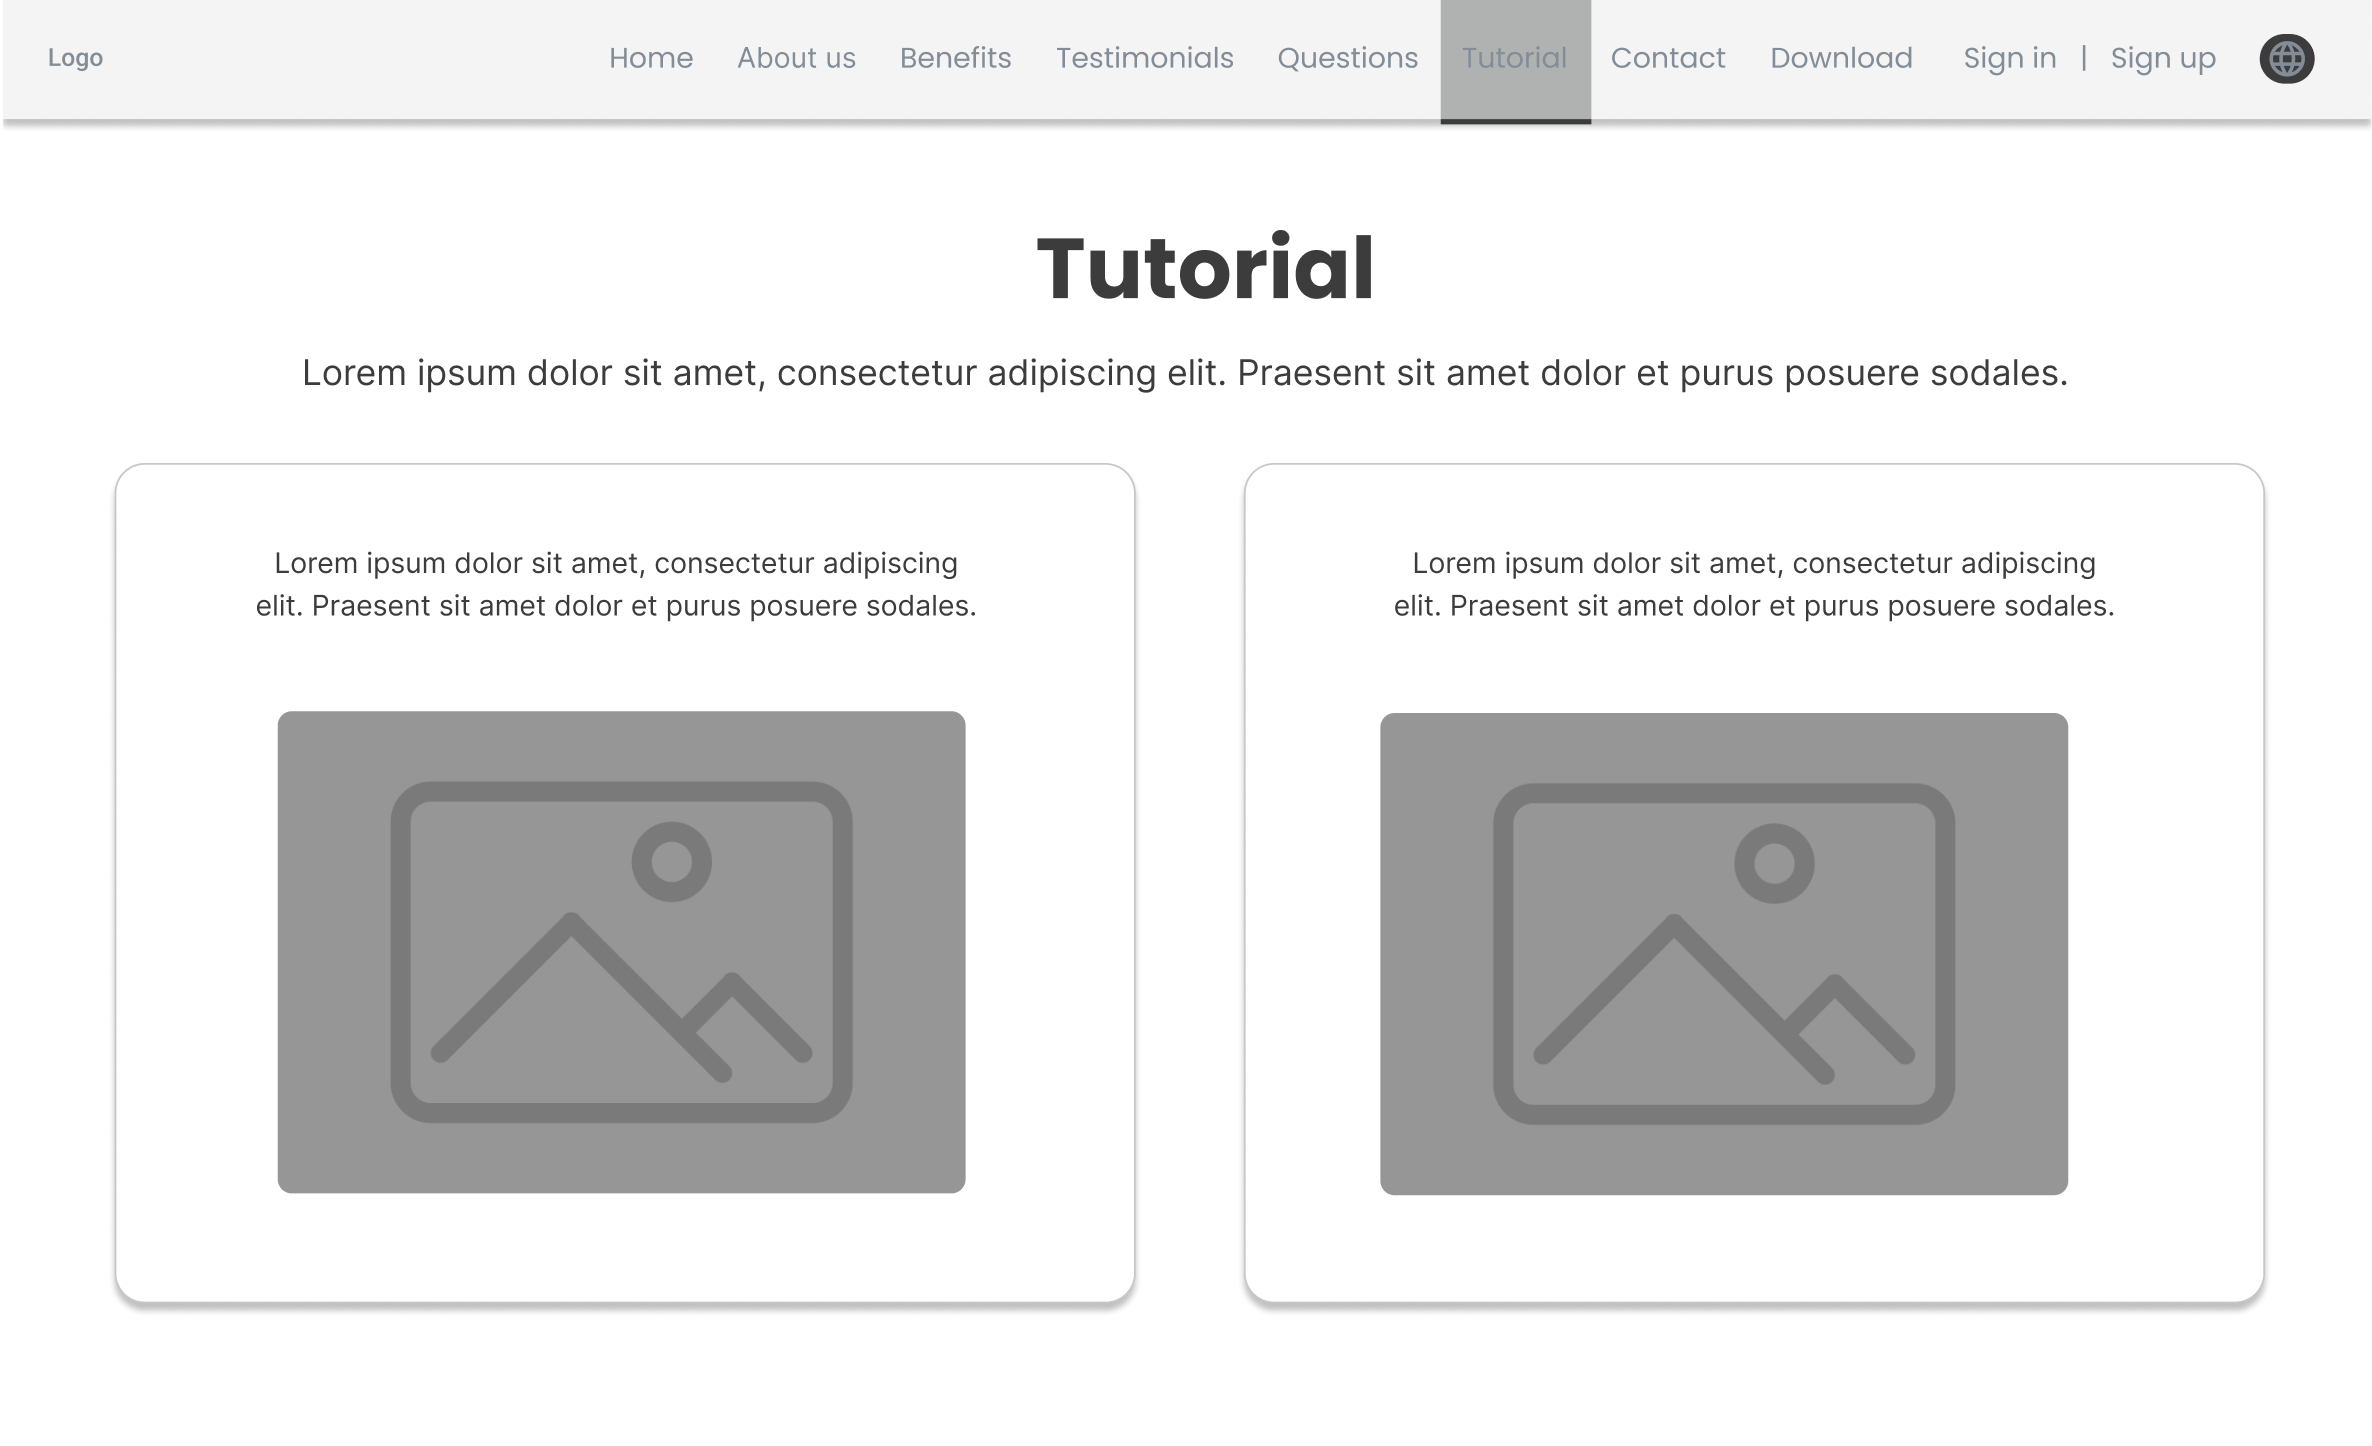 Logo
Home About us Benefits Testimonials Questions Tutorial Contact Download Sign in | Sign up
Tutorial
Lorem ipsum dolor sit amet, consectetur adipiscing elit. Praesent sit amet dolor et purus posuere sodales.
Lorem ipsum dolor sit amet, consectetur adipiscing
elit. Praesent sit amet dolor et purus posuere sodales.
Lorem ipsum dolor sit amet, consectetur adipiscing
elit. Praesent sit amet dolor et purus posuere sodales.